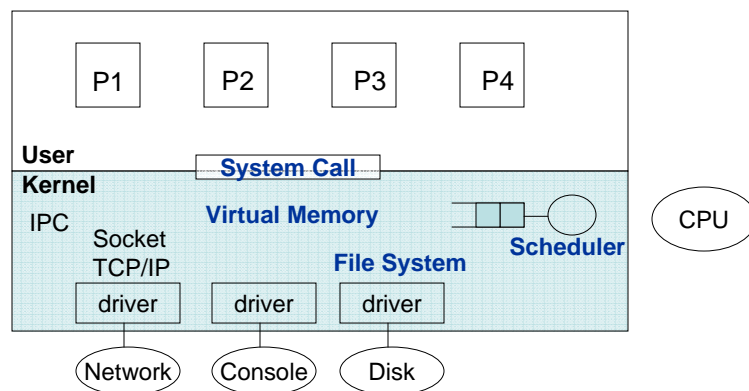 P1 P2 P3 P4
User
System Call
Kernel
IPC
Virtual Memory
CPU
Socket
TCP/IP
Scheduler
File System
driver driver driver
Network Console Disk